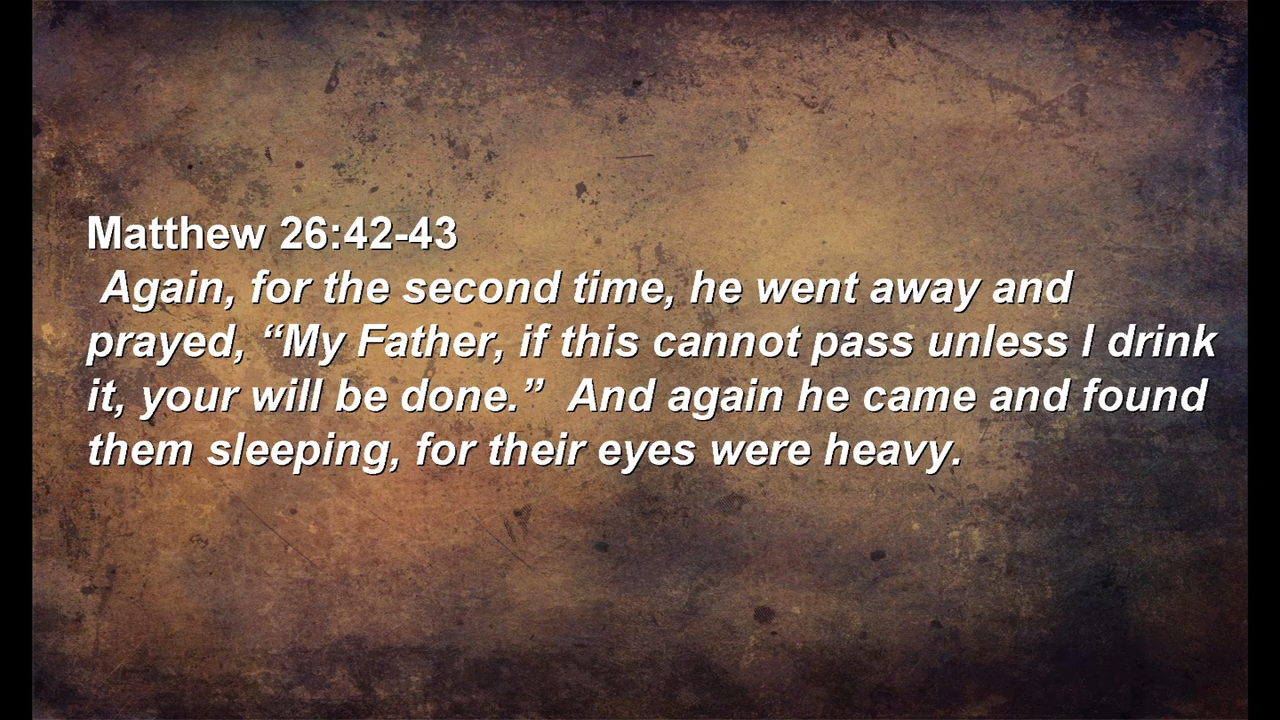 Matthew 26:42-43
Again, for the second time, he went away and
prayed, “My Father, if this cannot pass unless I drink
it, your will be done.”  And again he came and found
them sleeping, for their eyes were heavy.